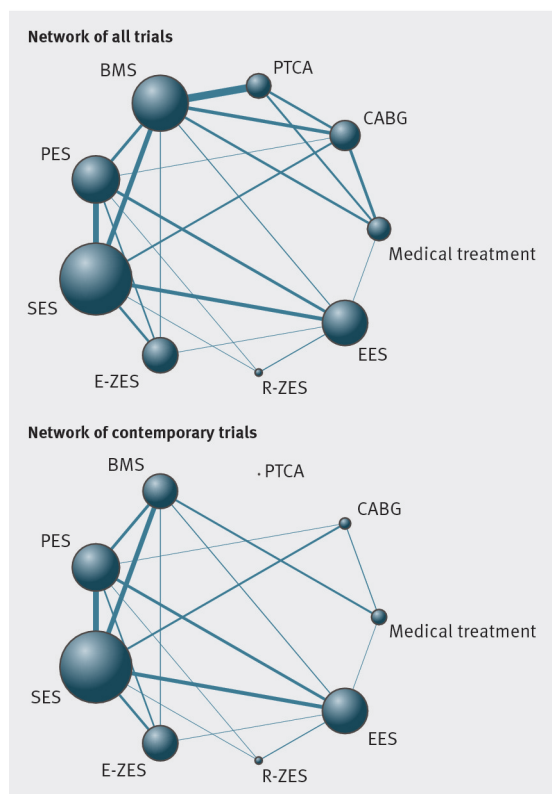 Network of all trials
BMS
PTCA
CABG
PES
Medical treatment
SES
EES
E-ZES
R-ZES
Network of contemporary trials
BMS
PTCA
CABG
PES
Medical treatment
SES
EES
E-ZES
R-ZES